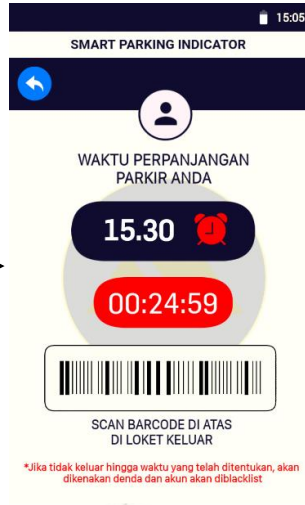 15:05
SMART PARKING INDICATOR
WAKTU PERPANJANGAN
PARKIR ANDA
15.30
00:24:59
SCAN BARCODE DI ATAS
DI LOKET KELUAR
*Jika tidak keluar hingga waktu yang telah ditentukan, akan
dikenakan denda dan akun akan diblacklist